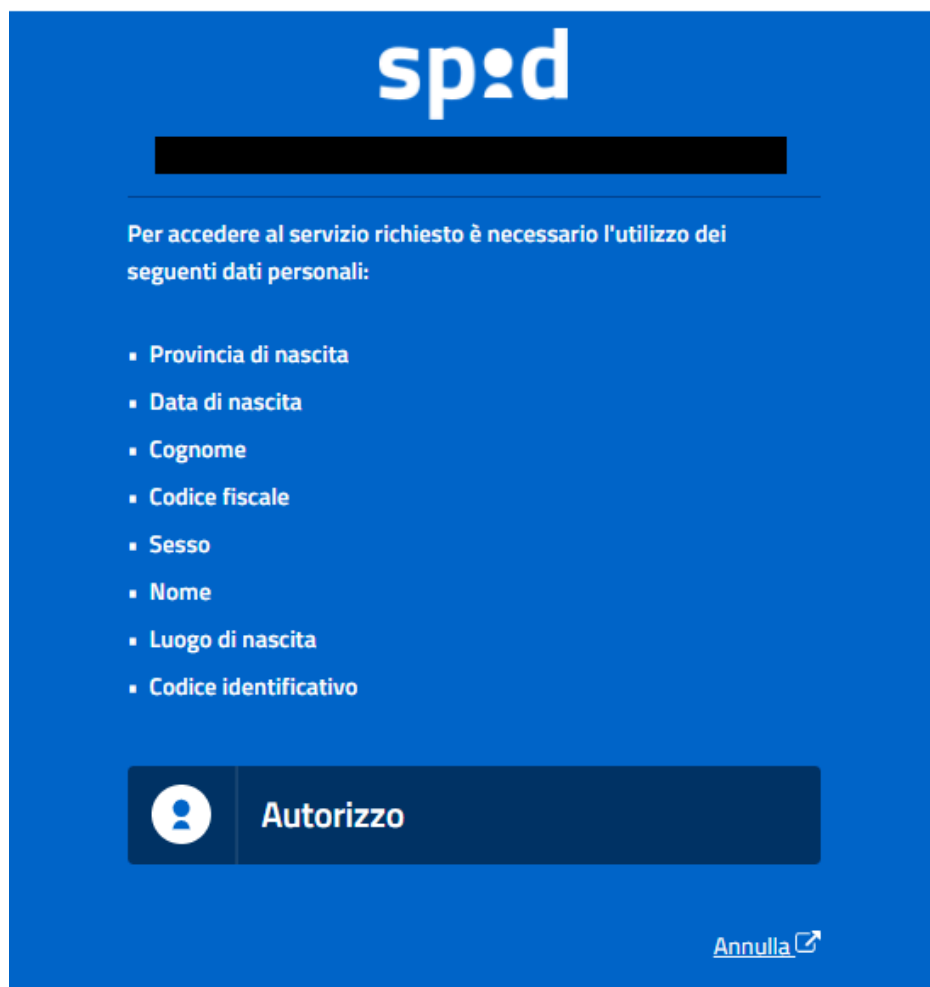 spid
Per accedere al servizio richiesto è necessario l'utilizzo dei
seguenti dati personali:
Provincia di nascita
Data di nascita
Cognome
Codice fiscale
Sesso
Nome
Luogo di nascita
Codice identificativo
Autorizzo
Annulla